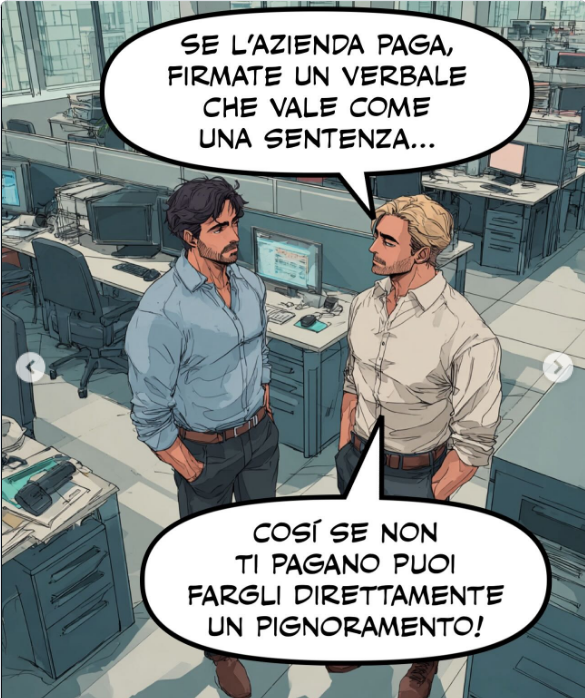 SE L'AZIENDA PAGA,
FIRMATE UN VERBALE
CHE VALE COME
UNA SENTENZA...
COSÍ SE NON
TI PAGANO PUOI
FARGLI DIRETTAMENTE
UN PIGNORAMENTO!